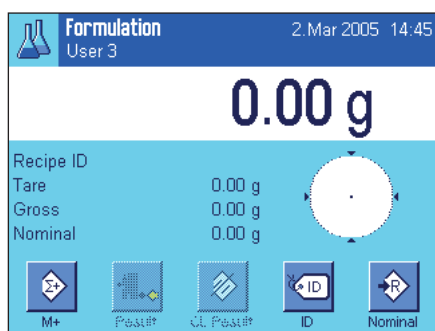 Formulation
2.Mar 2005 14:45
User 3
0.00 g
Recipe ID
Tare 0.00 g
Gross 0.00 g
Nominal 0.00 g
Σ+
ID
R
M+ Result CL Result ID Nominal